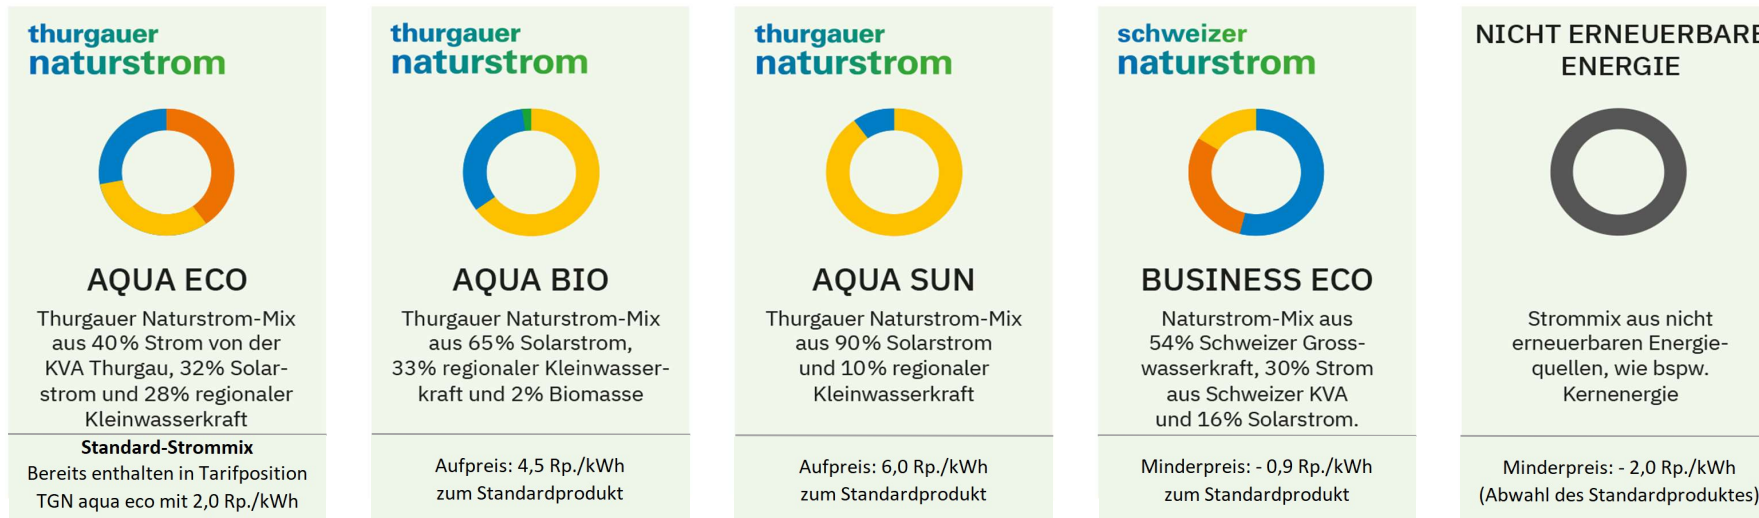 thurgauer
naturstrom
AQUA ECO
Thurgauer Naturstrom-Mix
aus 40% Strom von der
KVA Thurgau, 32% Solar-
strom und 28% regionaler
Kleinwasserkraft
Standard-Strommix
Bereits enthalten in Tarifposition
TGN aqua eco mit 2,0 Rp./kWh
thurgauer
naturstrom
AQUA BIO
Thurgauer Naturstrom-Mix
aus 65% Solarstrom,
33% regionaler Kleinwasser-
kraft und 2% Biomasse
Aufpreis: 4,5 Rp./kWh
zum Standardprodukt
thurgauer
naturstrom
AQUA SUN
Thurgauer Naturstrom-Mix
aus 90% Solarstrom
und 10% regionaler
Kleinwasserkraft
Aufpreis: 6,0 Rp./kWh
zum Standardprodukt
schweizer
naturstrom
BUSINESS ECO
Naturstrom-Mix aus
54% Schweizer Gross-
wasserkraft, 30% Strom
aus Schweizer KVA
und 16% Solarstrom.
Minderpreis: - 0,9 Rp./kWh
zum Standardprodukt
NICHT ERNEUERBARE
ENERGIE
Strommix aus nicht
erneuerbaren Energie-
quellen, wie bspw.
Kernenergie
Minderpreis: - 2,0 Rp./kWh
(Abwahl des Standardproduktes)